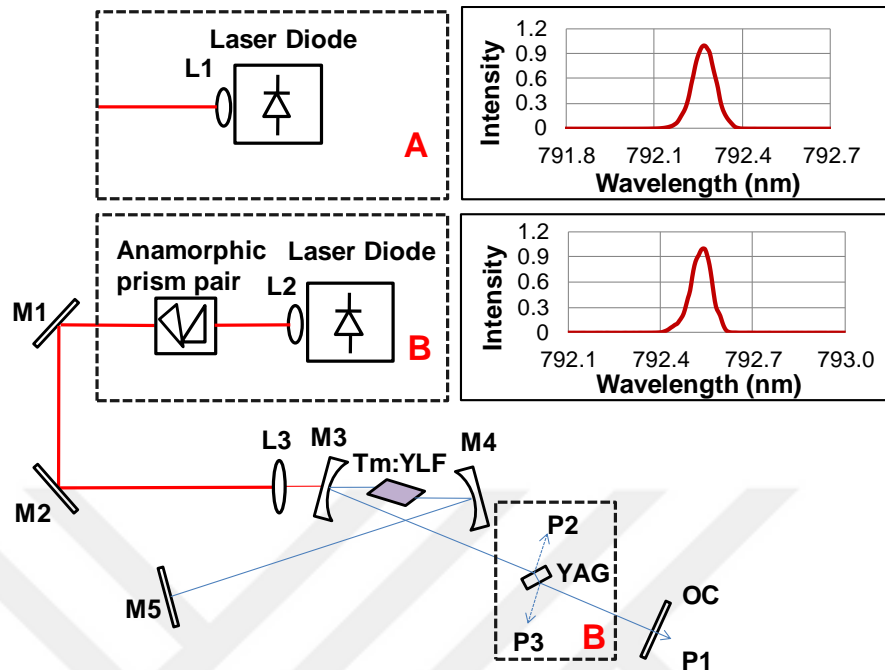 Laser Diode
L1
A
Intensity
1.2
0.9
0.6
0.3
0
791.8 792.1 792.4 792.7
Wavelength (nm)
Anamorphic
prism pair
Laser Diode
L2
B
M1
Intensity
1.2
0.9
0.6
0.3
0
792.1 792.4 792.7 793.0
Wavelength (nm)
M2
L3
M3
Tm:YLF
M4
M5
P2
YAG
P3
B
OC
P1